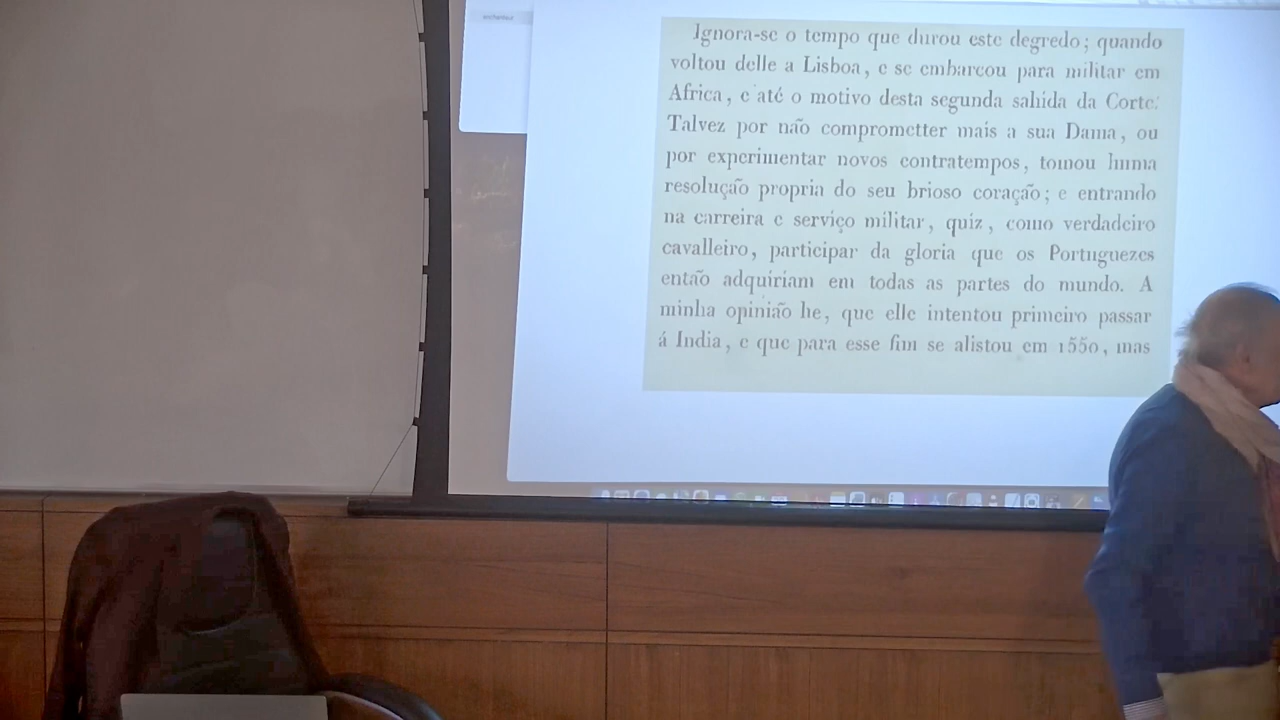 Ignora-se o tempo que durou este degredo; quando
voltou delle a Lisboa, e se embarcou para militar em
Africa, e até o motivo desta segunda sahida da Corte.
Talvez por não comprometter mais a sua Dama, ou
por experimentar novos contratempos, tomou huma
resolução propria do seu brioso coração; e entrando
na carreira e serviço militar, quiz, como verdadeiro
cavalleiro, participar da gloria que os Portuguezes
então adquiriam em todas as partes do mundo. A
minha opinião he, que elle intentou primeiro passar
á India, e que para esse fim se alistou em 1550, mas